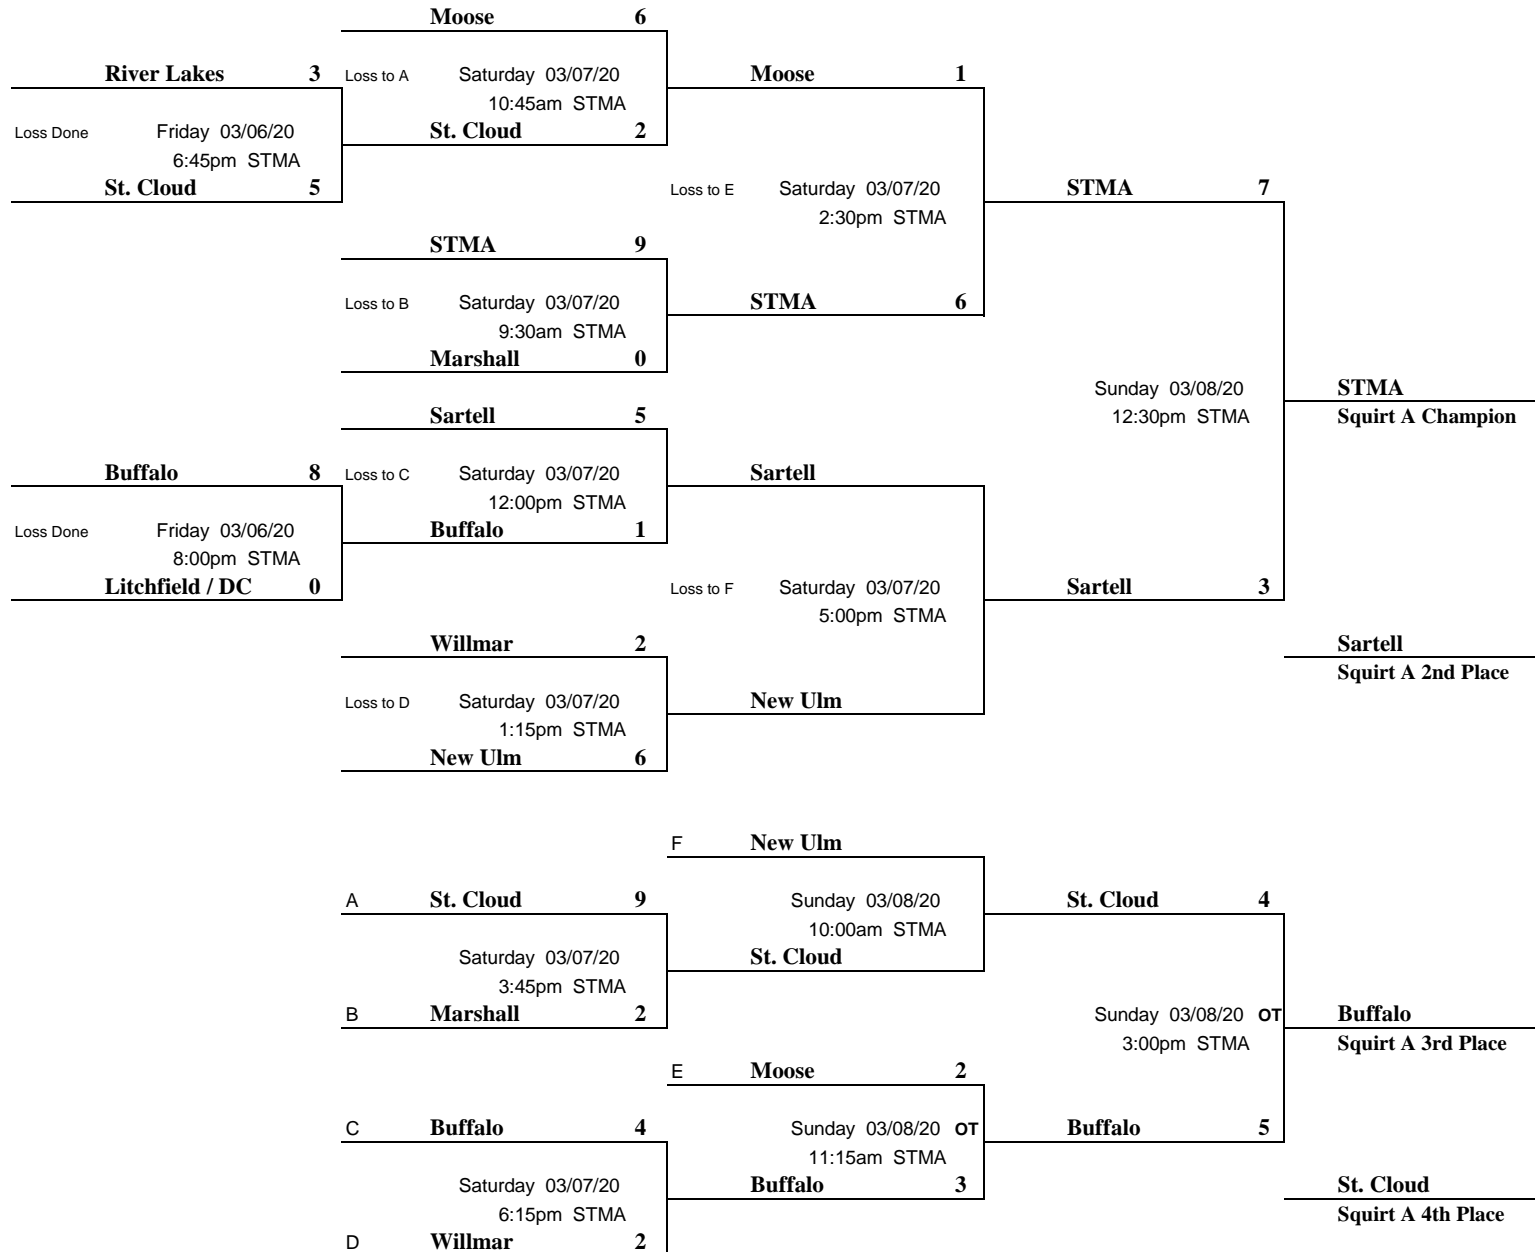 Moose 6
River Lakes 3 Loss to A Saturday 03/07/20 Moose 1
10:45am STMA
Loss Done Friday 03/06/20 St. Cloud 2
6:45pm STMA
St. Cloud 5 Loss to E Saturday 03/07/20 STMA 7
2:30pm STMA
STMA 9
Loss to B Saturday 03/07/20 STMA 6
9:30am STMA
Marshall 0
Sunday 03/08/20 STMA
Sartell 5 12:30pm STMA Squirt A Champion
Buffalo 8 Loss to C Saturday 03/07/20 Sartell
12:00pm STMA
Loss Done Friday 03/06/20 Buffalo 1
8:00pm STMA
Litchfield / DC 0 Loss to F Saturday 03/07/20 Sartell 3
5:00pm STMA
Willmar 2 Sartell
Squirt A 2nd Place
Loss to D Saturday 03/07/20 New Ulm
1:15pm STMA
New Ulm 6
F New Ulm
A St. Cloud 9 Sunday 03/08/20 St. Cloud 4
10:00am STMA
Saturday 03/07/20 St. Cloud
3:45pm STMA
B Marshall 2 Sunday 03/08/20 OT Buffalo
3:00pm STMA Squirt A 3rd Place
E Moose 2
C Buffalo 4 Sunday 03/08/20 OT Buffalo 5
11:15am STMA
Saturday 03/07/20 Buffalo 3 St. Cloud
6:15pm STMA Squirt A 4th Place
D Willmar 2